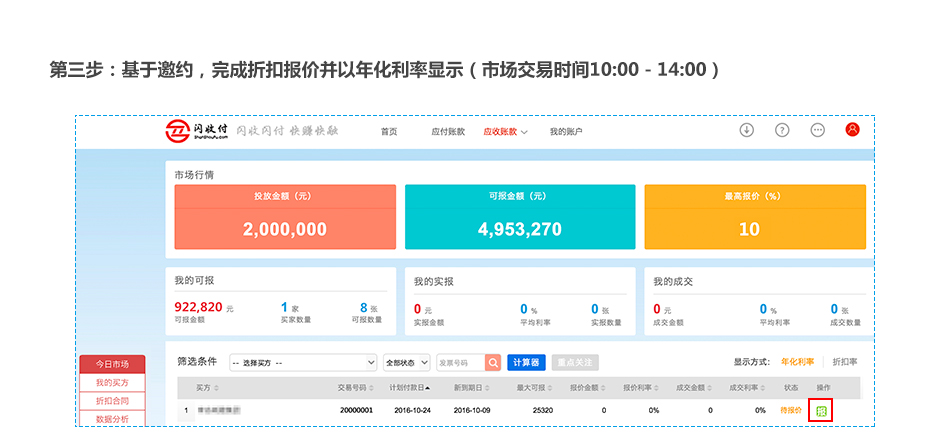 第三步：基于邀约，完成折扣报价并以年化利率显示（市场交易时间10:00 - 14:00）
闪收付 闪收闪付 快赚快融 首页 应付账款 应收账款 我的账户
ShanShouFu.com
市场行情
投放金额（元） 可报金额（元） 最高报价（%）
2,000,000 4,953,270 10
我的可报 我的实报 我的成交
922,820 元 1 家 8 张 0 元 0 % 0 张 0 元 0 % 0 张
可报金额 买家数量 可报数量 实报金额 平均利率 实报数量 成交金额 平均利率 成交数量
今日市场
我的买方
折扣合同
数据分析
筛选条件 -- 选择买方 -- 全部状态 发票号码 计算器 重点关注 显示方式： 年化利率 折扣率
买方 交易号码 计划付款日 新到期日 最大可报 报价金额 报价利率 成交金额 成交利率 状态 操作
1 20000001 2016-10-24 2016-10-09 25320 0 0% 0 0% 待报价 报